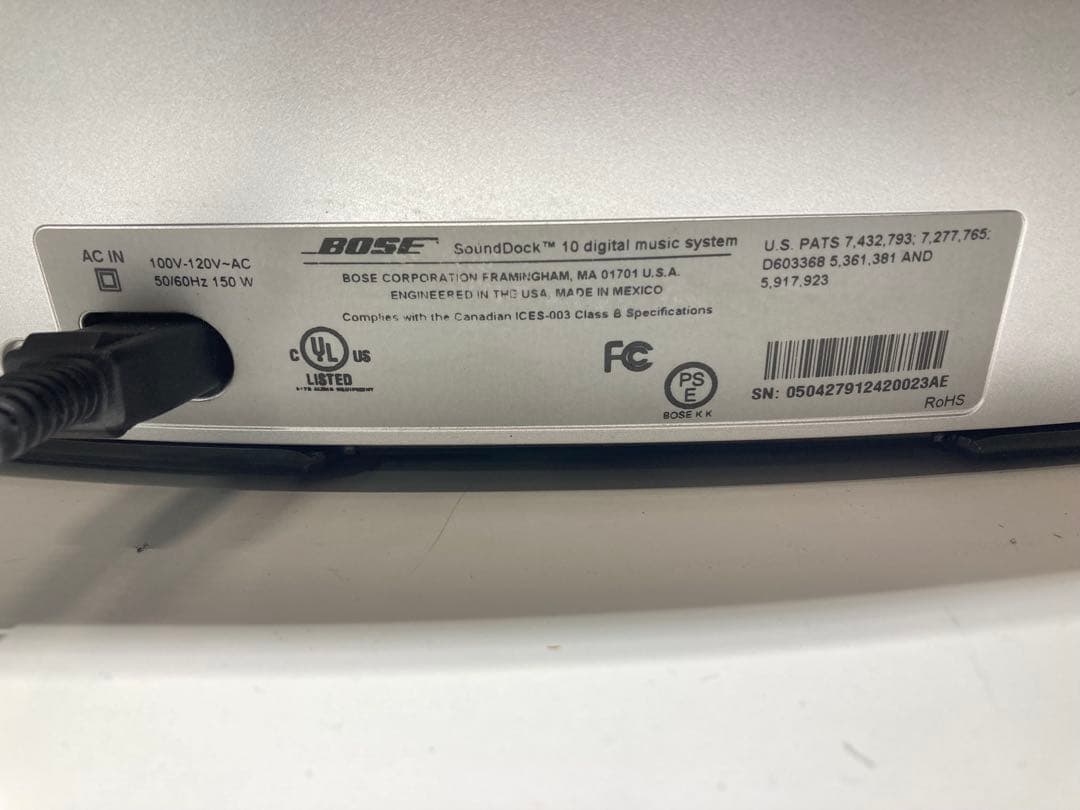 AC IN
100V-120V~AC
50/60Hz 150 W
BOSE SoundDock™ 10 digital music system
BOSE CORPORATION FRAMINGHAM, MA 01701 U.S.A.
ENGINEERED IN THE USA, MADE IN MEXICO
Complies with the Canadian ICES-003 Class B Specifications
U.S. PATS 7,432,793; 7,277,765;
D603368 5,361,381 AND
5,917,923
C UL US
LISTED
FC
PS
E
BOSE K K
SN: 050427912420023AE
RoHS